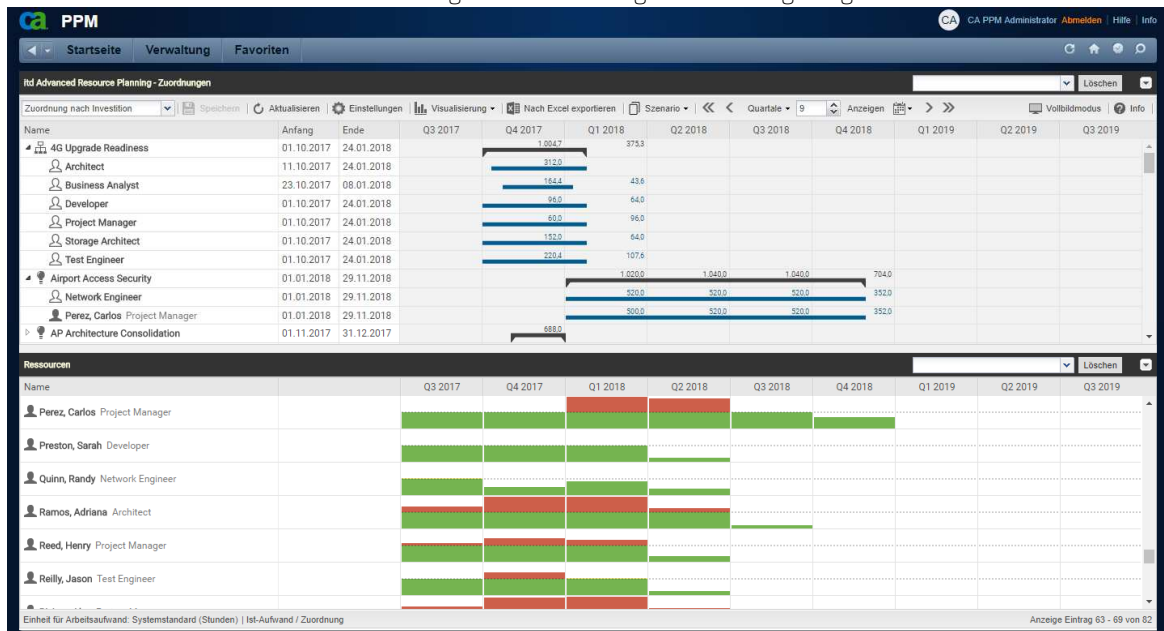 ca PPM
CA CA PPM Administrator Abmelden Hilfe Info
Startseite Verwaltung Favoriten
itd Advanced Resource Planning - Zuordnungen Löschen
Zuordnung nach Investition Speichern Aktualisieren Einstellungen Visualisierung Nach Excel exportieren Szenario Quartale 9 Anzeigen Vollbildmodus Info
Name Anfang Ende Q3 2017 Q4 2017 Q1 2018 Q2 2018 Q3 2018 Q4 2018 Q1 2019 Q2 2019 Q3 2019
4G Upgrade Readiness 01.10.2017 24.01.2018 1.004,7 375,3
Architect 11.10.2017 24.01.2018 312,0
Business Analyst 23.10.2017 08.01.2018 164,4 43,6
Developer 01.10.2017 24.01.2018 96,0 64,0
Project Manager 01.10.2017 24.01.2018 60,0 96,0
Storage Architect 01.10.2017 24.01.2018 152,0 64,0
Test Engineer 01.10.2017 24.01.2018 220,4 107,6
Airport Access Security 01.01.2018 29.11.2018 1.020,0 1.040,0 1.040,0 704,0
Network Engineer 01.01.2018 29.11.2018 520,0 520,0 520,0 352,0
Perez, Carlos Project Manager 01.01.2018 29.11.2018 500,0 520,0 520,0 352,0
AP Architecture Consolidation 01.11.2017 31.12.2017 688,0
Ressourcen Löschen
Name Q3 2017 Q4 2017 Q1 2018 Q2 2018 Q3 2018 Q4 2018 Q1 2019 Q2 2019 Q3 2019
Perez, Carlos Project Manager
Preston, Sarah Developer
Quinn, Randy Network Engineer
Ramos, Adriana Architect
Reed, Henry Project Manager
Reilly, Jason Test Engineer
Einheit für Arbeitsaufwand: Systemstandard (Stunden) | Ist-Aufwand / Zuordnung Anzeige Eintrag 63 - 69 von 82